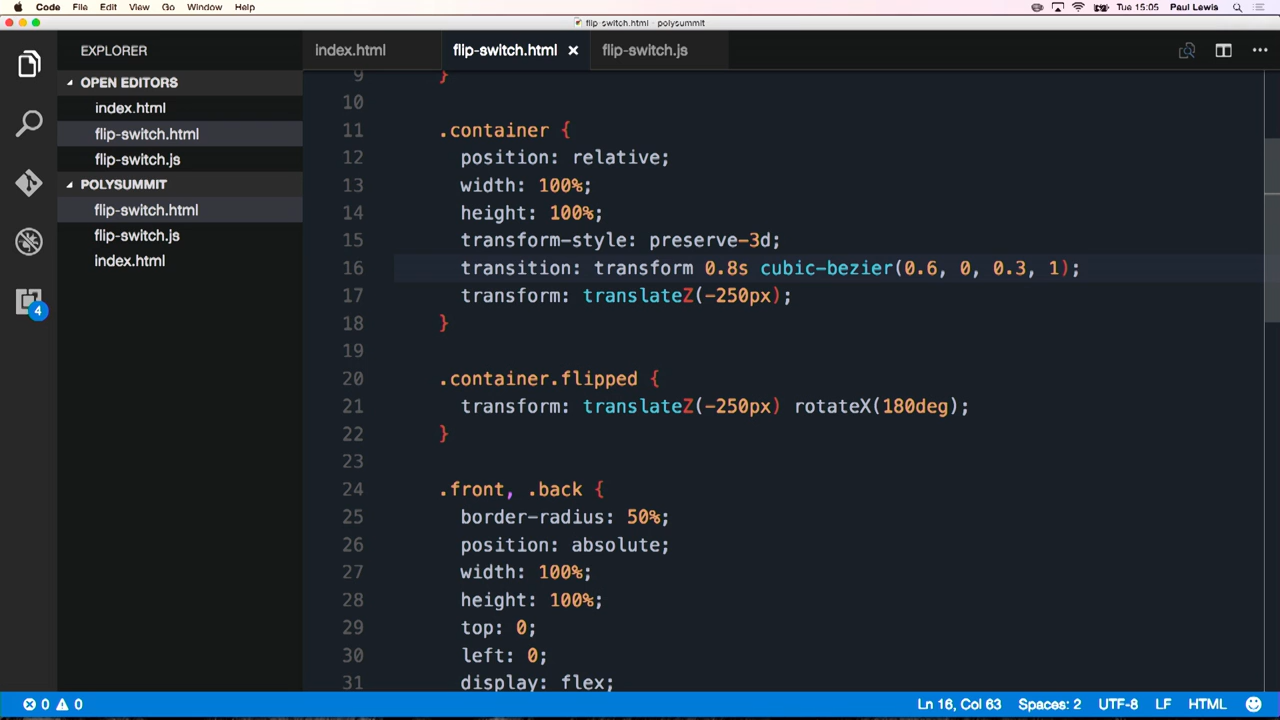 Code File Edit View Go Window Help Tue 15:05 Paul Lewis
flip-switch.html - polysummit
EXPLORER
OPEN EDITORS
index.html
flip-switch.html
flip-switch.js
POLYSUMMIT
flip-switch.html
flip-switch.js
index.html
4
index.html flip-switch.html flip-switch.js
9 }
10
11 .container {
12 position: relative;
13 width: 100%;
14 height: 100%;
15 transform-style: preserve-3d;
16 transition: transform 0.8s cubic-bezier(0.6, 0, 0.3, 1);
17 transform: translateZ(-250px);
18 }
19
20 .container.flipped {
21 transform: translateZ(-250px) rotateX(180deg);
22 }
23
24 .front, .back {
25 border-radius: 50%;
26 position: absolute;
27 width: 100%;
28 height: 100%;
29 top: 0;
30 left: 0;
31 display: flex;
0 0 Ln 16, Col 63 Spaces: 2 UTF-8 LF HTML